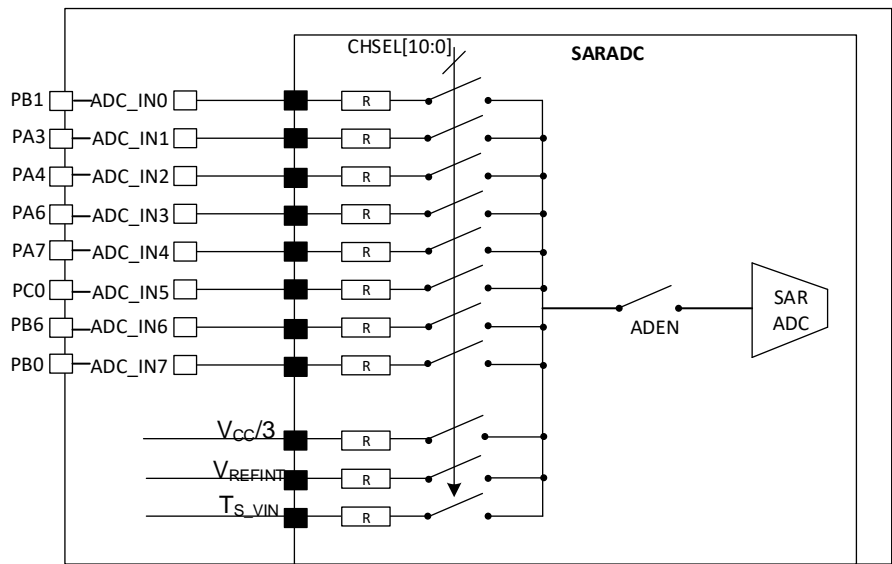 CHSEL[10:0]
SARADC
PB1 ADC_IN0 R
PA3 ADC_IN1 R
PA4 ADC_IN2 R
PA6 ADC_IN3 R
PA7 ADC_IN4 R
PC0 ADC_IN5 R
PB6 ADC_IN6 R
PB0 ADC_IN7 R
SAR
ADC
ADEN
VCC/3 R
VREFINT R
TS_VIN R